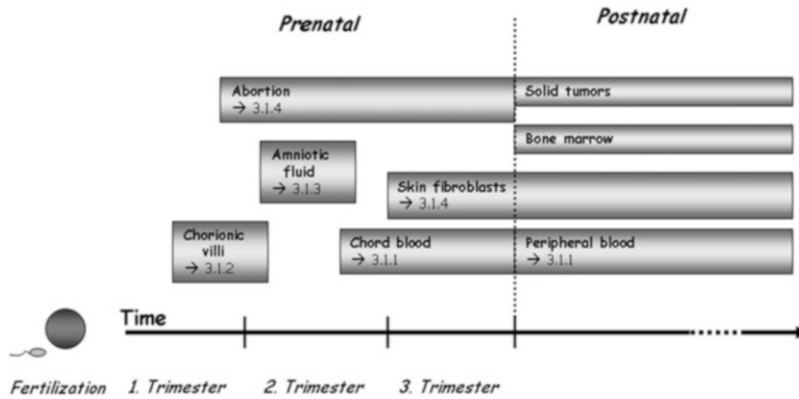 Prenatal
Postnatal
Abortion
→ 3.1.4
Solid tumors
Bone marrow
Amniotic
fluid
→ 3.1.3
Skin fibroblasts
→ 3.1.4
Chorionic
villi
→ 3.1.2
Chord blood
→ 3.1.1
Peripheral blood
→ 3.1.1
Time
Fertilization
1. Trimester
2. Trimester
3. Trimester